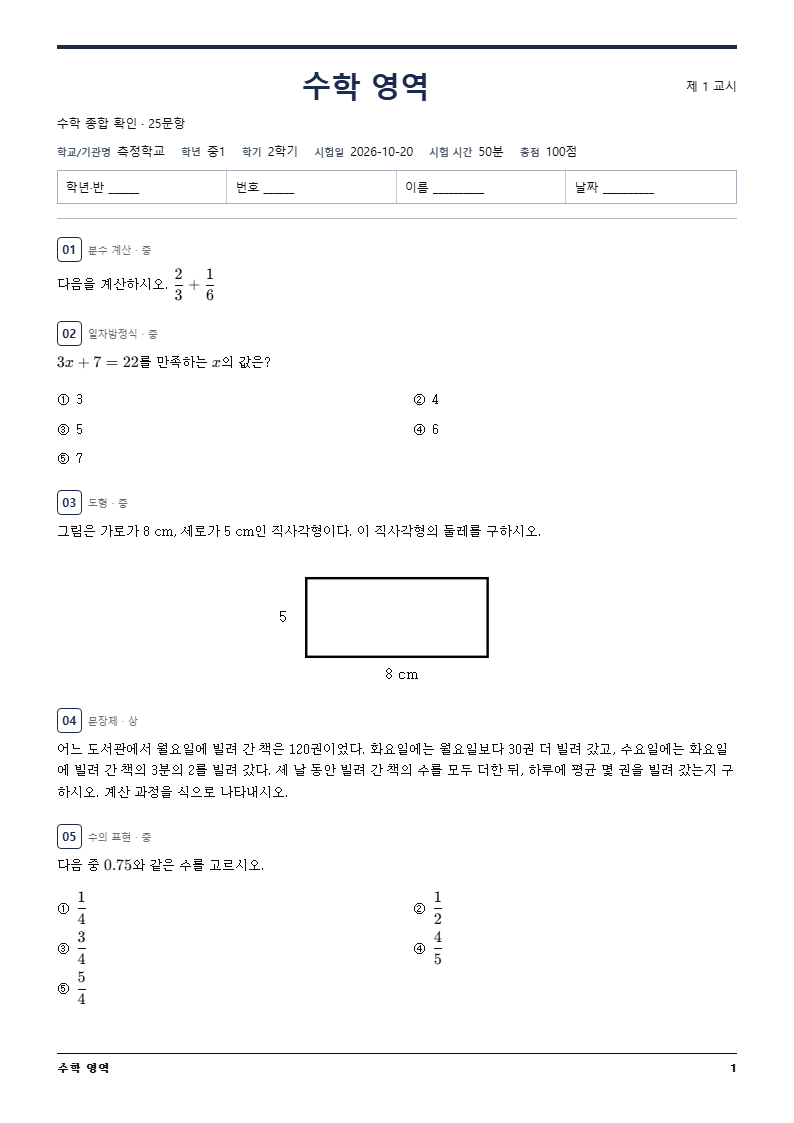 수학 영역
제 1 교시
수학 종합 확인 · 25문항
학교/기관명 측정학교 학년 중1 학기 2학기 시험일 2026-10-20 시험 시간 50분 총점 100점
학년·반 _____ 번호 _____ 이름 ________ 날짜 ________
01 분수 계산 · 중
다음을 계산하시오. 2/3 + 1/6
02 일차방정식 · 중
3x + 7 = 22를 만족하는 x의 값은?
① 3 ② 4
③ 5 ④ 6
⑤ 7
03 도형 · 중
그림은 가로가 8 cm, 세로가 5 cm인 직사각형이다. 이 직사각형의 둘레를 구하시오.
5
8 cm
04 문장제 · 상
어느 도서관에서 월요일에 빌려 간 책은 120권이었다. 화요일에는 월요일보다 30권 더 빌려 갔고, 수요일에는 화요일
에 빌려 간 책의 3분의 2를 빌려 갔다. 세 날 동안 빌려 간 책의 수를 모두 더한 뒤, 하루에 평균 몇 권을 빌려 갔는지 구
하시오. 계산 과정을 식으로 나타내시오.
05 수의 표현 · 중
다음 중 0.75와 같은 수를 고르시오.
① 1/4 ② 1/2
③ 3/4 ④ 4/5
⑤ 5/4
수학 영역 1